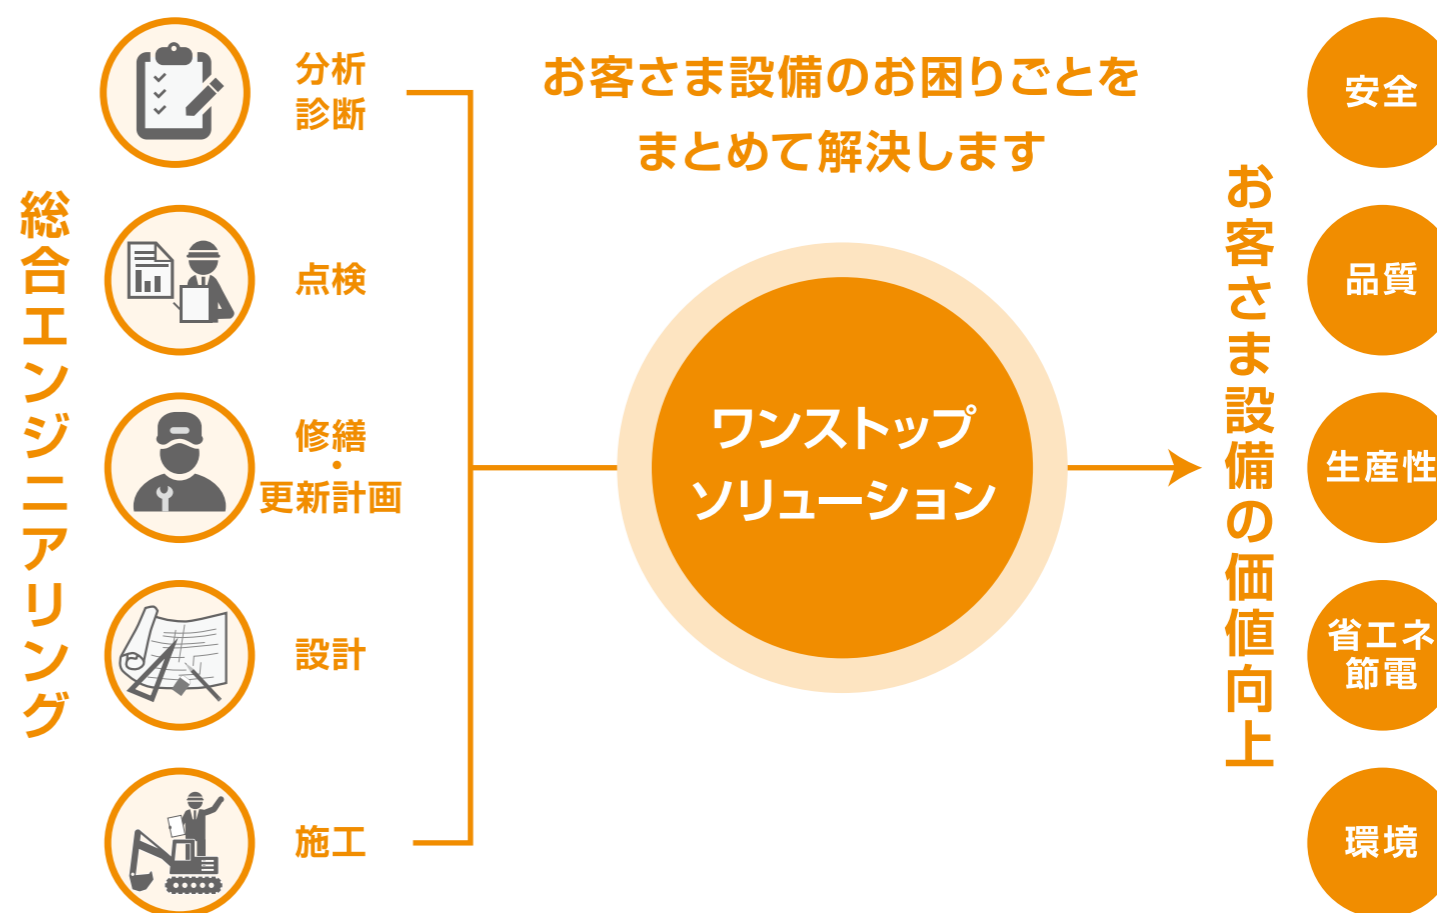 総合エンジニアリング
分析
診断
点検
修繕
・
更新計画
設計
施工
お客さま設備のお困りごとを
まとめて解決します
ワンストップ
ソリューション
お客さま設備の価値向上
安全
品質
生産性
省エネ
節電
環境